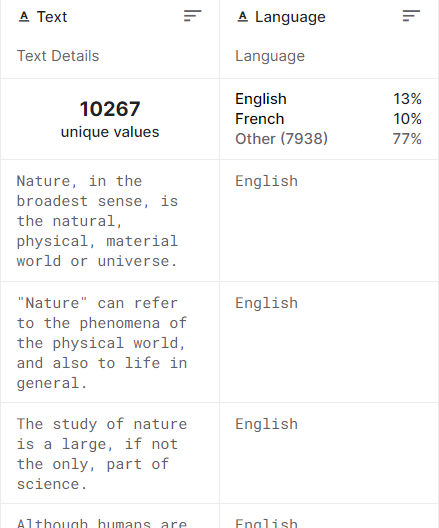 Text
Language
Text Details
Language
10267
unique values
English 13%
French 10%
Other (7938) 77%
Nature, in the
broadest sense, is
the natural,
physical, material
world or universe.
English
"Nature" can refer
to the phenomena of
the physical world,
and also to life in
general.
English
The study of nature
is a large, if not
the only, part of
science.
English
Although humans are
English